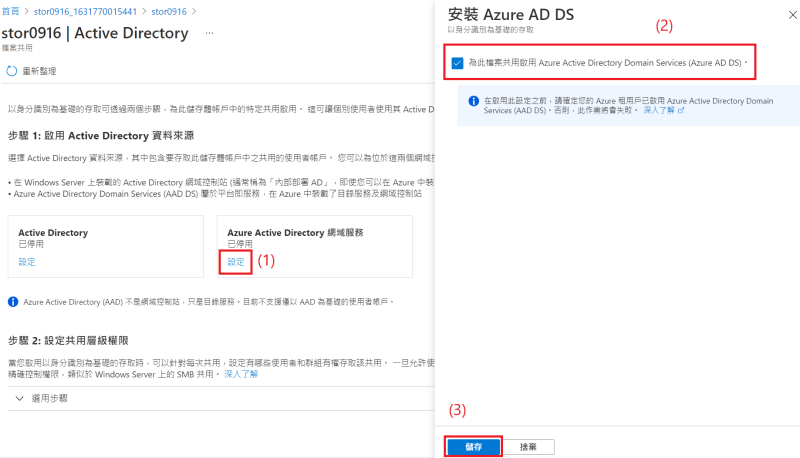 首頁 > stor0916_1631770015441 > stor0916 >
stor0916 | Active Directory ...
檔案共用
重新整理
以身分識別為基礎的存取可透過兩個步驟，為此儲存體帳戶中的特定共用啟用。 這可讓個別使用者使用其 Active D
步驟 1: 啟用 Active Directory 資料來源
選擇 Active Directory 資料來源，其中包含要存取此儲存體帳戶中之共用的使用者帳戶。 您可以為位於這兩個網域控
• 在 Windows Server 上裝載的 Active Directory 網域控制站 (通常稱為「內部部署 AD」，即使您可以在 Azure 中裝
• Azure Active Directory Domain Services (AAD DS) 屬於平台即服務，在 Azure 中裝載了目錄服務及網域控制站
Active Directory
已停用
設定
Azure Active Directory 網域服務
已停用
設定
(1)
Azure Active Directory (AAD) 不是網域控制站，只是目錄服務。目前不支援僅以 AAD 為基礎的使用者帳戶。
步驟 2: 設定共用層級權限
當您啟用以身分識別為基礎的存取時，可以針對每次共用，設定有哪些使用者和群組有權存取該共用。 一旦允許使
精確控制權限，類似於 Windows Server 上的 SMB 共用。 深入了解
選用步驟
安裝 Azure AD DS
以身分識別為基礎的存取
(2)
為此檔案共用啟用 Azure Active Directory Domain Services (Azure AD DS)。
在啟用此設定之前，請確定您的 Azure 租用戶已啟用 Azure Active Directory Domain
Services (AAD DS)。否則，此作業將會失敗。 深入了解
(3)
儲存
捨棄